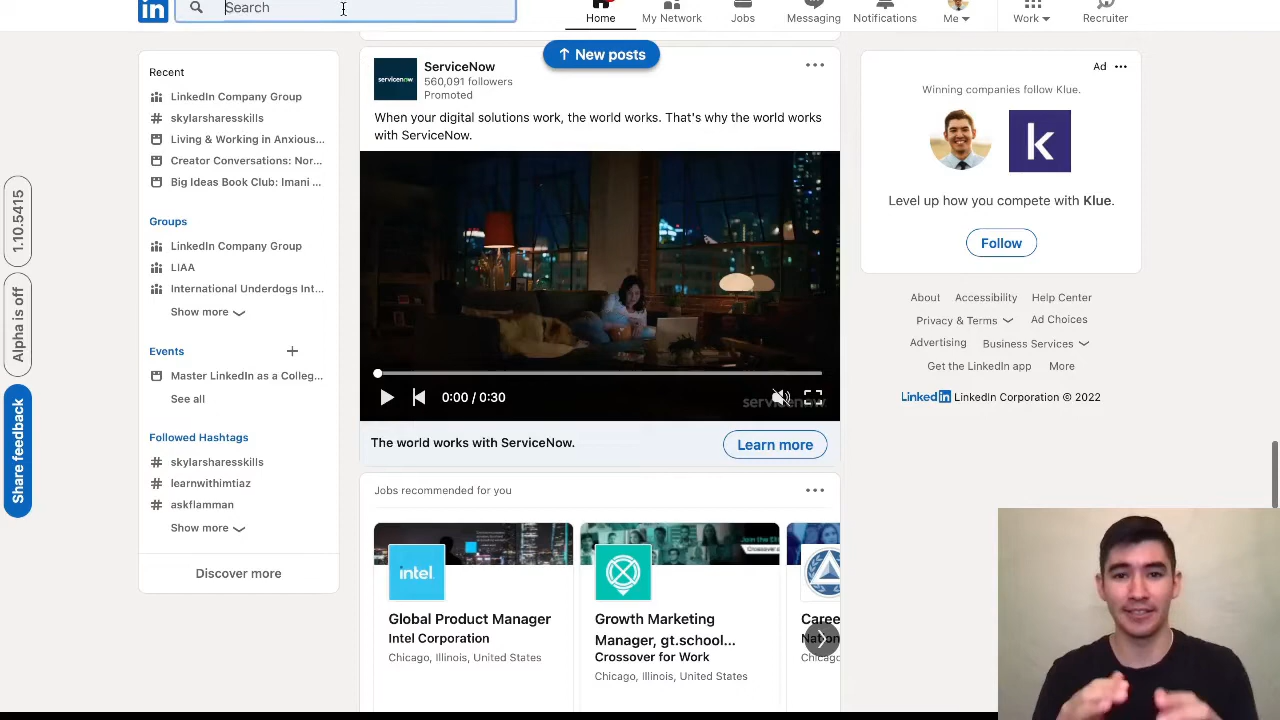 in
Search
Home
My Network
Jobs
Messaging
Notifications
Me
Work
Recruiter
1.10.5415
Alpha is off
Share feedback
Recent
LinkedIn Company Group
# skylarsharesskills
Living & Working in Anxious...
Creator Conversations: Nor...
Big Ideas Book Club: Imani ...
Groups
LinkedIn Company Group
LIAA
International Underdogs Int...
Show more
Events
+
Master LinkedIn as a Colleg...
See all
Followed Hashtags
# skylarsharesskills
# learnwithimtiaz
# askflamman
Show more
Discover more
↑ New posts
servicenow
ServiceNow
560,091 followers
Promoted
When your digital solutions work, the world works. That's why the world works
with ServiceNow.
0:00 / 0:30
servicenow
The world works with ServiceNow.
Learn more
Jobs recommended for you
intel.
Global Product Manager
Intel Corporation
Chicago, Illinois, United States
Growth Marketing
Manager, gt.school...
Crossover for Work
Chicago, Illinois, United States
Caree
Nation
Chicago
Ad
Winning companies follow Klue.
k
Level up how you compete with Klue.
Follow
About
Accessibility
Help Center
Privacy & Terms
Ad Choices
Advertising
Business Services
Get the LinkedIn app
More
LinkedIn LinkedIn Corporation © 2022